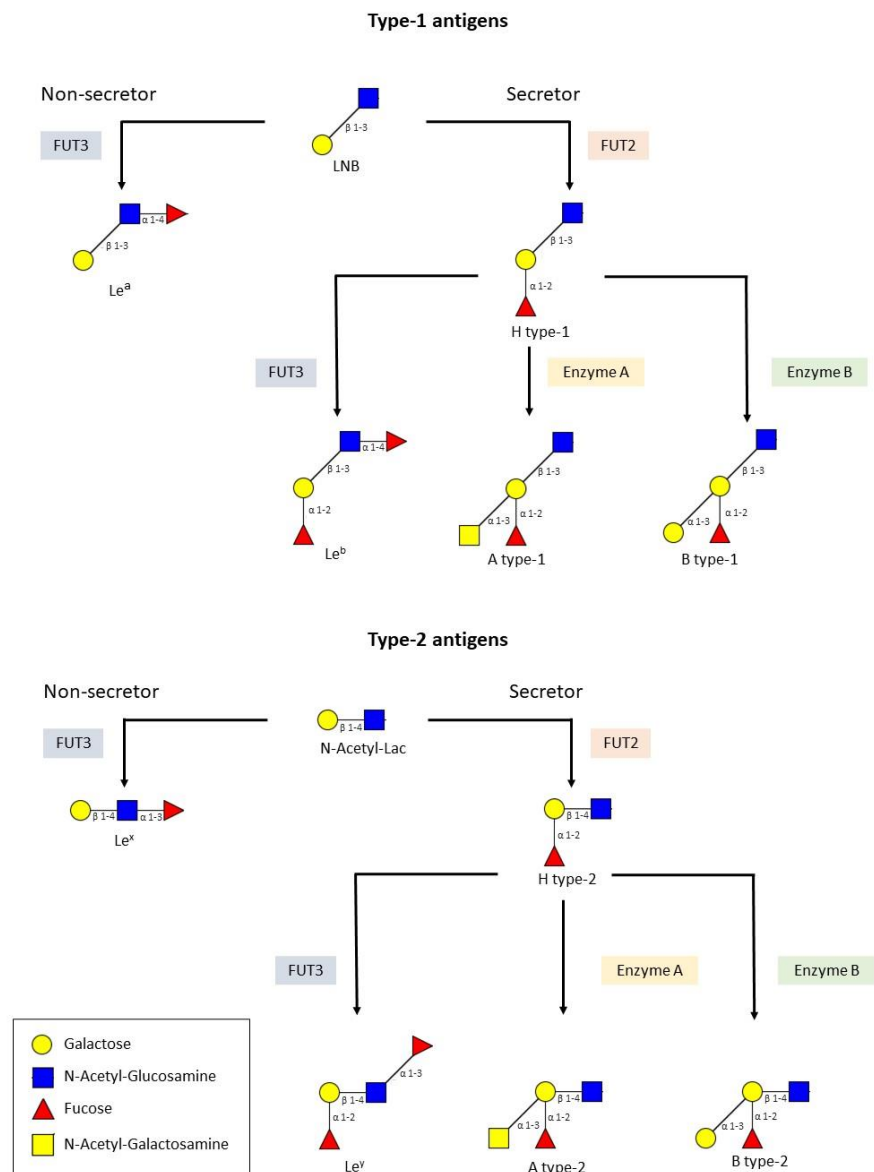 Type-1 antigens
Non-secretor
Secretor
FUT3
β 1-3
LNB
FUT2
α 1-4
β 1-3
Leᵃ
β 1-3
α 1-2
H type-1
FUT3
Enzyme A
Enzyme B
α 1-4
β 1-3
α 1-2
Leᵇ
β 1-3
α 1-3
α 1-2
A type-1
β 1-3
α 1-3
α 1-2
B type-1
Type-2 antigens
Non-secretor
Secretor
FUT3
β 1-4
N-Acetyl-Lac
FUT2
β 1-4
α 1-3
Leˣ
β 1-4
α 1-2
H type-2
FUT3
Enzyme A
Enzyme B
α 1-3
β 1-4
α 1-2
Leʸ
β 1-4
α 1-3
α 1-2
A type-2
β 1-4
α 1-3
α 1-2
B type-2
Galactose
N-Acetyl-Glucosamine
Fucose
N-Acetyl-Galactosamine